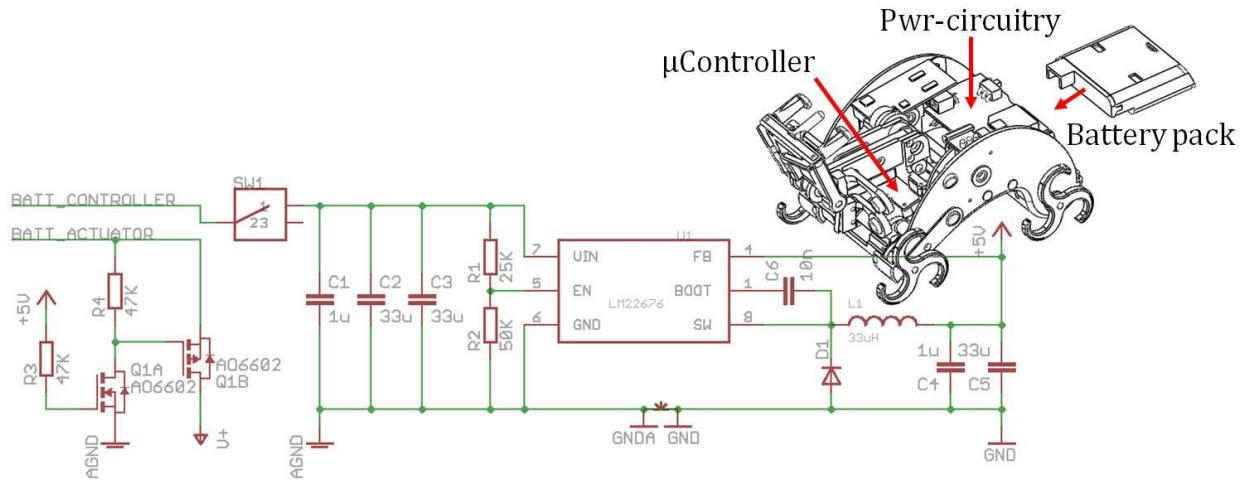 Pwr-circuitry
μController
Battery pack
BATT_CONTROLLER
SW1
1
23
BATT_ACTUATOR
+5V
R4
47K
R3
47K
Q1A
AO6602
AO6602
Q1B
AGND
V+
C1
1u
C2
33u
C3
33u
R1
25K
R2
50K
AGND
U1
7
VIN
FB
4
5
EN
BOOT
1
LM22676
6
GND
SW
8
C6
10n
L1
33uH
D1
+5V
1u
33u
C4
C5
GNDA
GND
GND